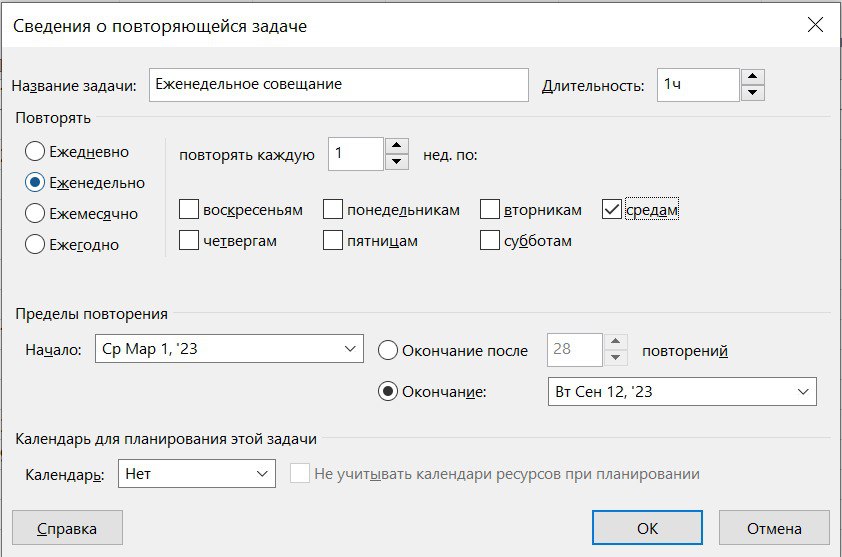 Сведения о повторяющейся задаче
Название задачи: Еженедельное совещание Длительность: 1ч
Повторять
Ежедневно повторять каждую 1 нед. по:
Еженедельно
Ежемесячно воскресеньям понедельникам вторникам средам
Ежегодно четвергам пятницам субботам
Пределы повторения
Начало: Ср Мар 1, '23 Окончание после 28 повторений
Окончание: Вт Сен 12, '23
Календарь для планирования этой задачи
Календарь: Нет Не учитывать календари ресурсов при планировании
Справка ОК Отмена